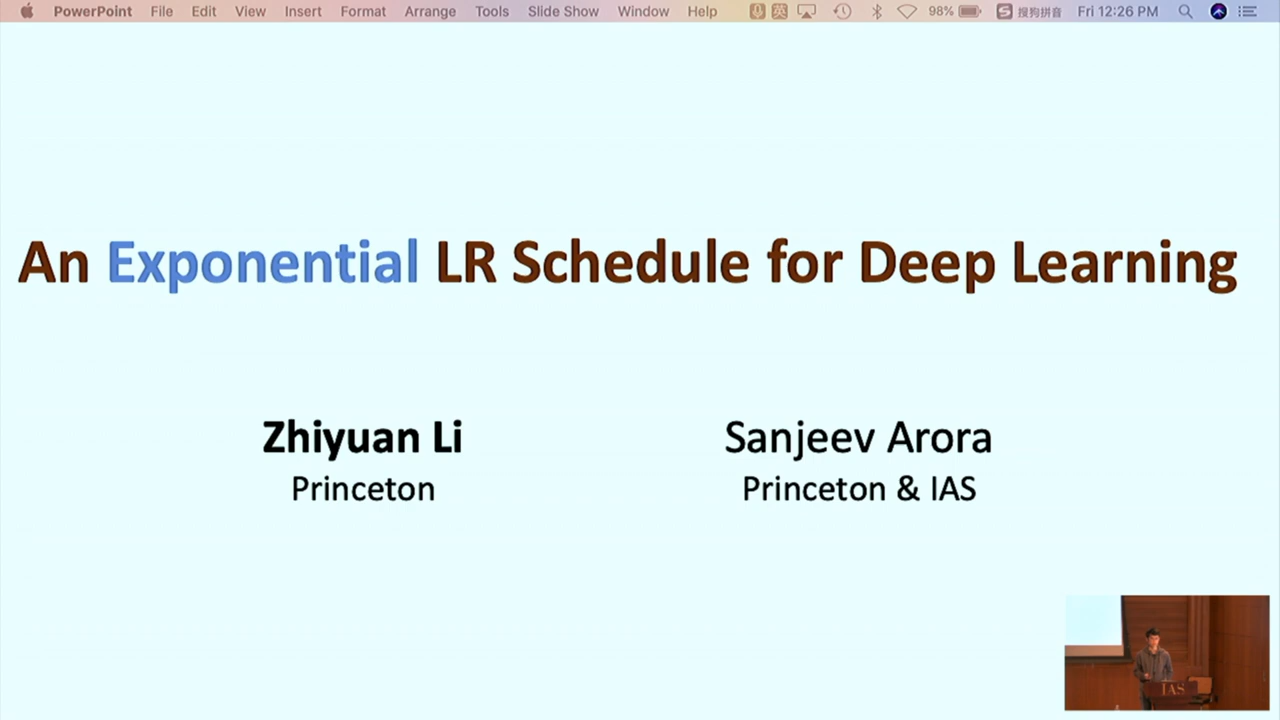 PowerPoint File Edit View Insert Format Arrange Tools Slide Show Window Help 英 98% S 搜狗拼音 Fri 12:26 PM
An Exponential LR Schedule for Deep Learning
Zhiyuan Li Sanjeev Arora
Princeton Princeton & IAS
IAS